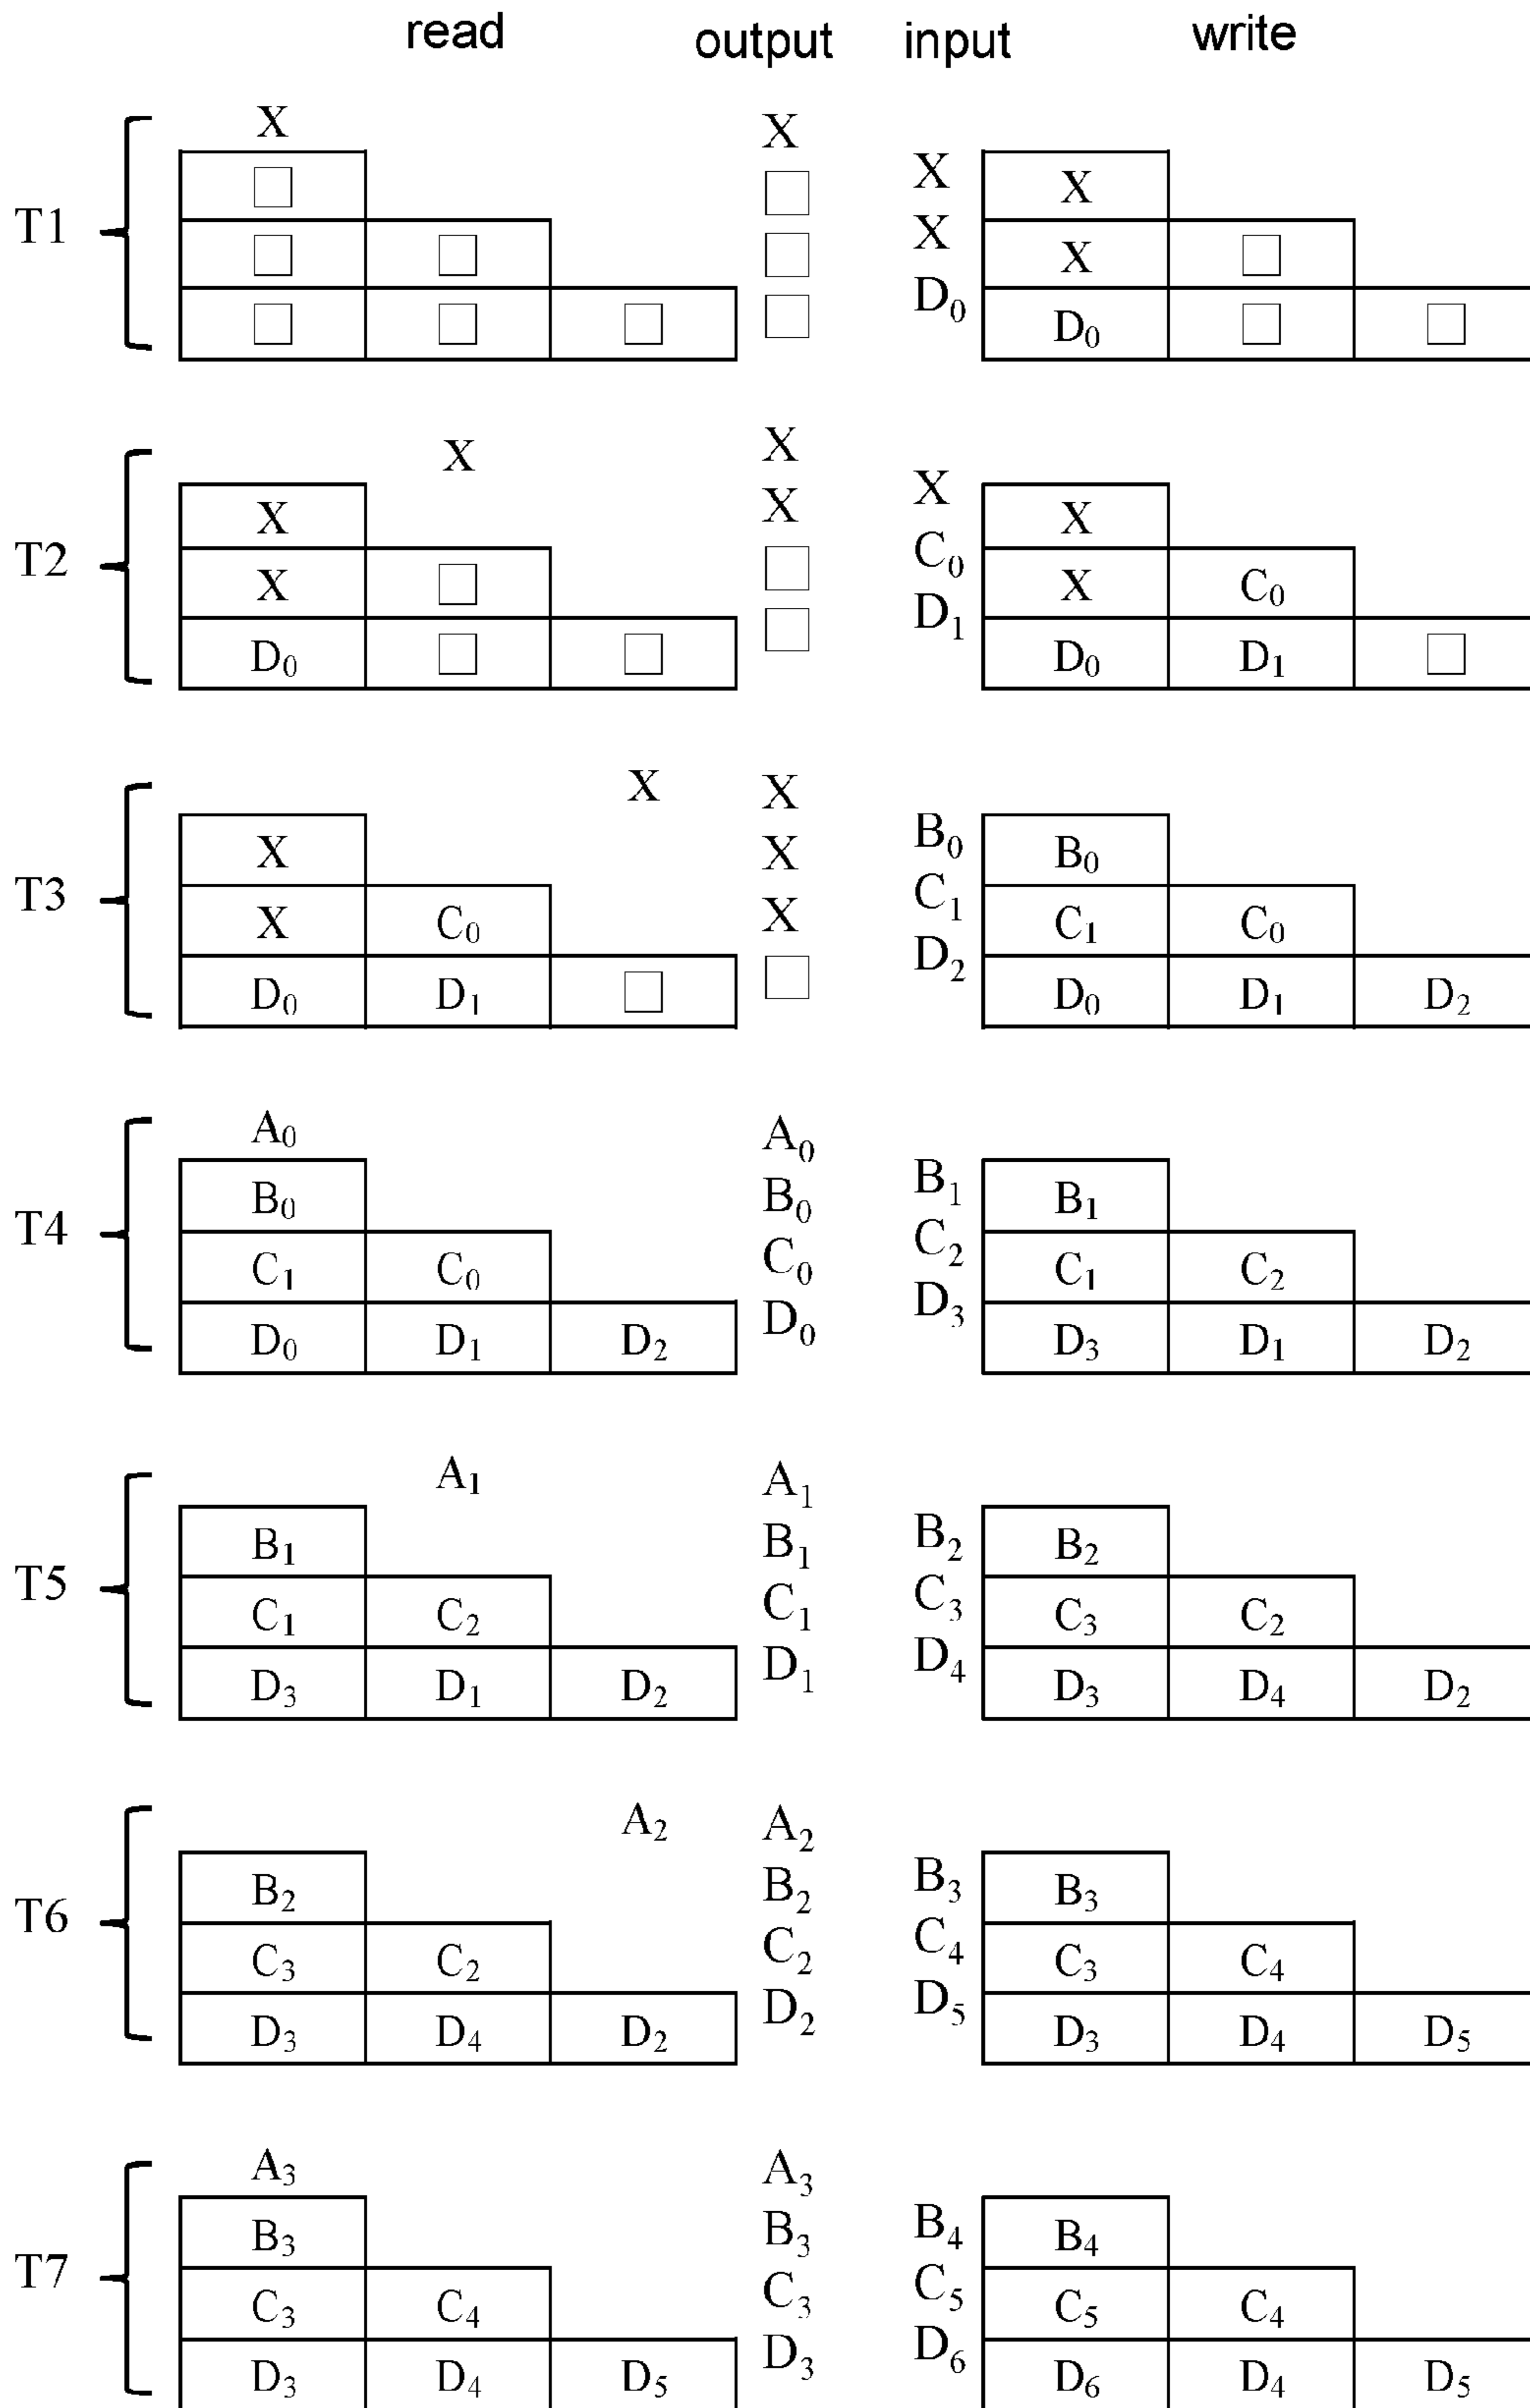 read output input write
X X
□ □ X X
T1 □ □ □ X X □
□ □ □ □ D₀ D₀ □ □
X X
X X X X
T2 X □ □ C₀ X C₀
D₀ □ □ □ D₁ D₀ D₁ □
X X
X X B₀ B₀
T3 X C₀ X C₁ C₁ C₀
D₀ D₁ □ □ D₂ D₀ D₁ D₂
A₀ A₀
B₀ B₀ B₁ B₁
T4 C₁ C₀ C₀ C₂ C₁ C₂
D₀ D₁ D₂ D₀ D₃ D₃ D₁ D₂
A₁ A₁
B₁ B₁ B₂ B₂
T5 C₁ C₂ C₁ C₃ C₃ C₂
D₃ D₁ D₂ D₁ D₄ D₃ D₄ D₂
A₂ A₂
B₂ B₂ B₃ B₃
T6 C₃ C₂ C₂ C₄ C₃ C₄
D₃ D₄ D₂ D₂ D₅ D₃ D₄ D₅
A₃ A₃
B₃ B₃ B₄ B₄
T7 C₃ C₄ C₃ C₅ C₅ C₄
D₃ D₄ D₅ D₃ D₆ D₆ D₄ D₅